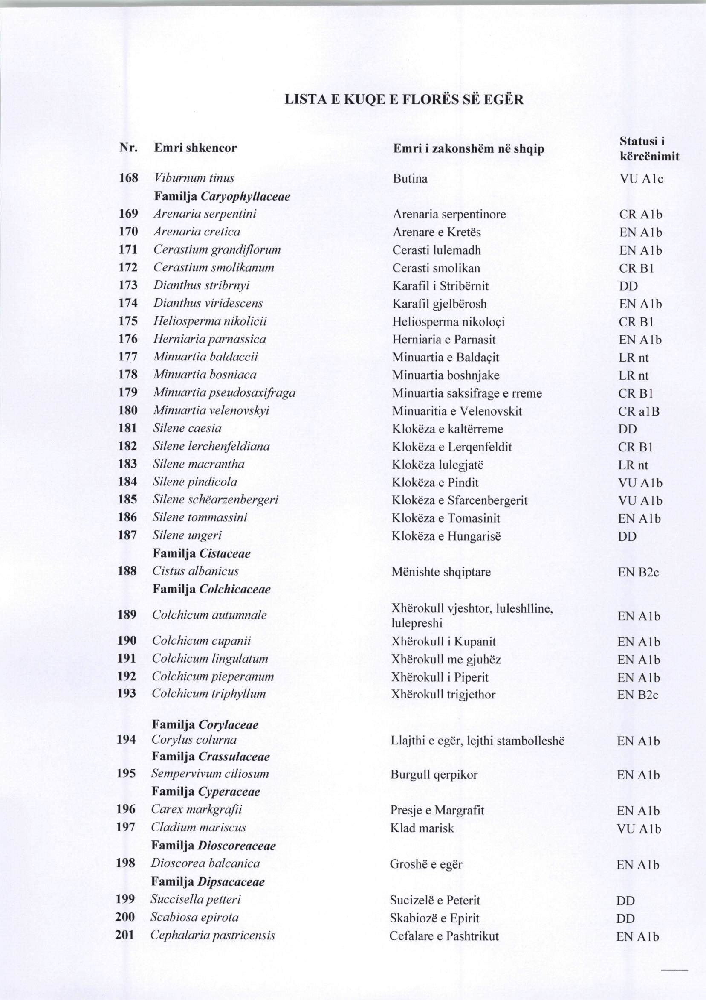 LISTA E KUQE E FLORËS SË EGËR
Nr. Emri shkencor Emri i zakonshëm në shqip Statusi i kërcënimit
168 Viburnum tinus Butina VU A1c
Familja Caryophyllaceae
169 Arenaria serpentini Arenaria serpentinore CR A1b
170 Arenaria cretica Arenare e Kretës EN A1b
171 Cerastium grandiflorum Cerasti lulemadh EN A1b
172 Cerastium smolikanum Cerasti smolikan CR B1
173 Dianthus stribrnyi Karafil i Stribërnit DD
174 Dianthus viridescens Karafil gjelbërosh EN A1b
175 Heliosperma nikolicii Heliosperma nikoloçi CR B1
176 Herniaria parnassica Herniaria e Parnasit EN A1b
177 Minuartia baldaccii Minuartia e Baldaçit LR nt
178 Minuartia bosniaca Minuartia boshnjake LR nt
179 Minuartia pseudosaxifraga Minuartia saksifrage e rreme CR B1
180 Minuartia velenovskyi Minuaritia e Velenovskit CR a1B
181 Silene caesia Klokëza e kaltërreme DD
182 Silene lerchenfeldiana Klokëza e Lerqenfeldit CR B1
183 Silene macrantha Klokëza lulegjatë LR nt
184 Silene pindicola Klokëza e Pindit VU A1b
185 Silene schëarzenbergeri Klokëza e Sfarcenbergerit VU A1b
186 Silene tommassini Klokëza e Tomasinit EN A1b
187 Silene ungeri Klokëza e Hungarisë DD
Familja Cistaceae
188 Cistus albanicus Mënishte shqiptare EN B2c
Familja Colchicaceae
189 Colchicum autumnale Xhërokull vjeshtor, luleshlline, lulepreshi EN A1b
190 Colchicum cupanii Xhërokull i Kupanit EN A1b
191 Colchicum lingulatum Xhërokull me gjuhëz EN A1b
192 Colchicum pieperanum Xhërokull i Piperit EN A1b
193 Colchicum triphyllum Xhërokull trigjethor EN B2c
Familja Corylaceae
194 Corylus colurna Llajthi e egër, lejthi stambolleshë EN A1b
Familja Crassulaceae
195 Sempervivum ciliosum Burgull qerpikor EN A1b
Familja Cyperaceae
196 Carex markgrafii Presje e Margrafit EN A1b
197 Cladium mariscus Klad marisk VU A1b
Familja Dioscoreaceae
198 Dioscorea balcanica Groshë e egër EN A1b
Familja Dipsacaceae
199 Succisella petteri Sucizelë e Peterit DD
200 Scabiosa epirota Skabiozë e Epirit DD
201 Cephalaria pastricensis Cefalare e Pashtrikut EN A1b